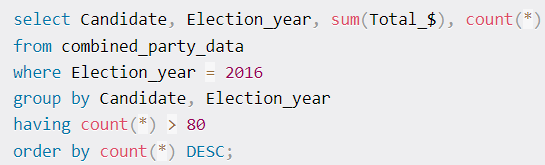 select Candidate, Election_year, sum(Total_$), count(*)
from combined_party_data
where Election_year = 2016
group by Candidate, Election_year
having count(*) > 80
order by count(*) DESC;